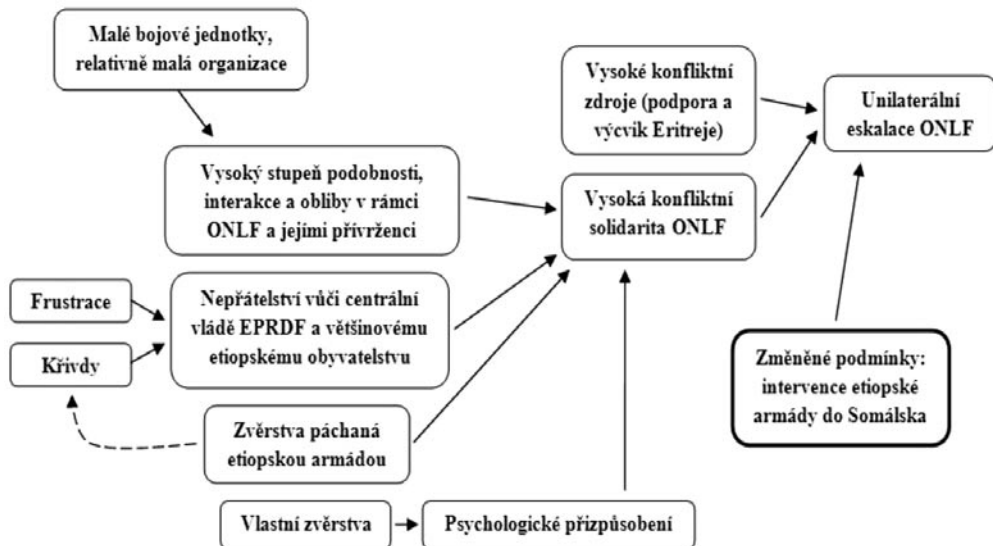 Malé bojové jednotky,
relativně malá organizace
Vysoké konfliktní
zdroje (podpora a
výcvik Eritreje)
Unilaterální
eskalace ONLF
Vysoký stupeň podobnosti,
interakce a obliby v rámci
ONLF a jejími přívrženci
Vysoká konfliktní
solidarita ONLF
Frustrace
Křivdy
Nepřátelství vůči centrální
vládě EPRDF a většinovému
etiopskému obyvatelstvu
Změněné podmínky:
intervence etiopské
armády do Somálska
Zvěrstva páchaná
etiopskou armádou
Vlastní zvěrstva
Psychologické přizpůsobení